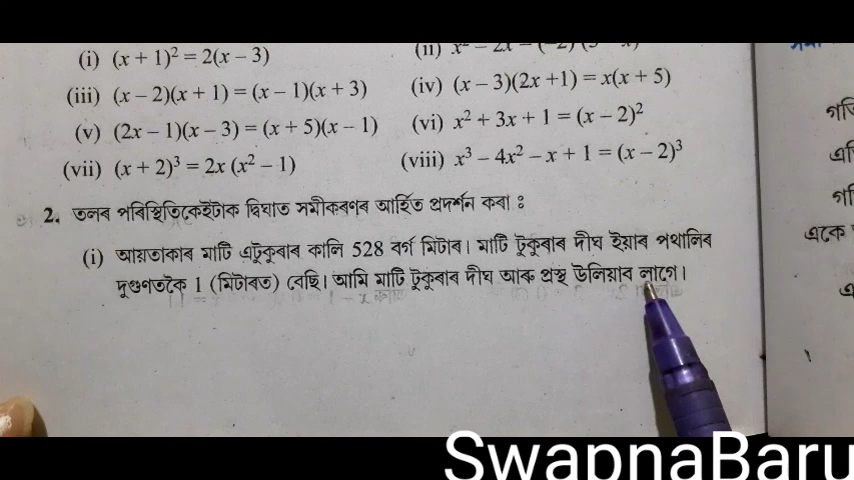 (i) (x + 1)² = 2(x – 3)
(iii) (x – 2)(x + 1) = (x – 1)(x + 3) (iv) (x – 3)(2x +1) = x(x + 5)
(v) (2x – 1)(x – 3) = (x + 5)(x – 1) (vi) x² + 3x + 1 = (x – 2)²
(vii) (x + 2)³ = 2x (x² – 1) (viii) x³ – 4x² – x + 1 = (x – 2)³
2. তলৰ পৰিস্থিতিকেইটাক দ্বিঘাত সমীকৰণৰ আৰ্হিত প্ৰদৰ্শন কৰা :
(i) আয়তাকাৰ মাটি এটুকুৰাৰ কালি 528 বৰ্গ মিটাৰ। মাটি টুকুৰাৰ দীঘ ইয়াৰ পথালিৰ
দুগুণতকৈ 1 (মিটাৰত) বেছি। আমি মাটি টুকুৰাৰ দীঘ আৰু প্ৰস্থ উলিয়াব লাগে।
একে
SwapnaBaru